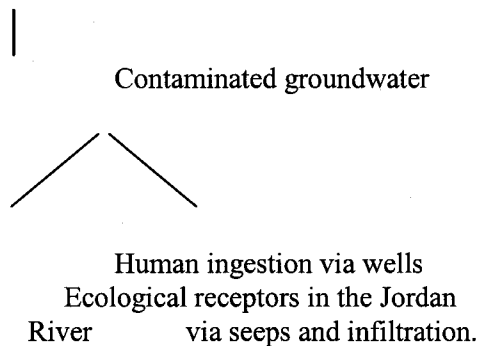 Contaminated groundwater
Human ingestion via wells
Ecological receptors in the Jordan
River via seeps and infiltration.